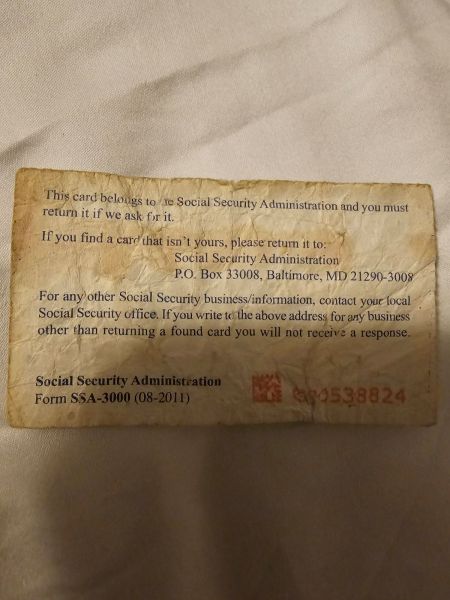 This card belongs to the Social Security Administration and you must
return it if we ask for it.
If you find a card that isn't yours, please return it to:
Social Security Administration
P.O. Box 33008, Baltimore, MD 21290-3008
For any other Social Security business/information, contact your local
Social Security office. If you write to the above address for any business
other than returning a found card you will not receive a response.
Social Security Administration
Form SSA-3000 (08-2011)